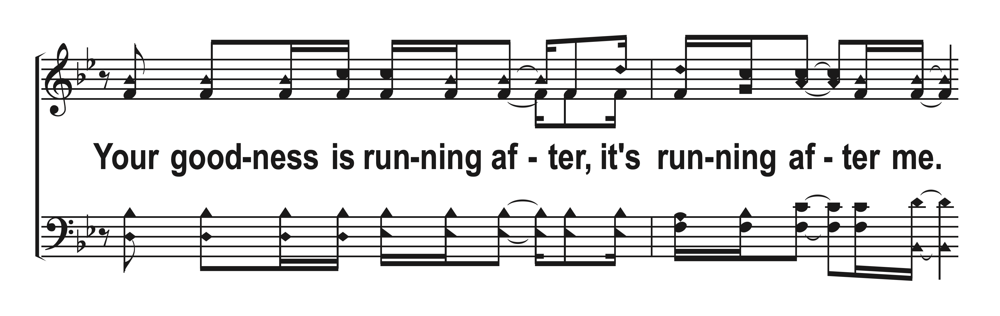 Your good-ness is run-ning af - ter, it's run-ning af - ter me.